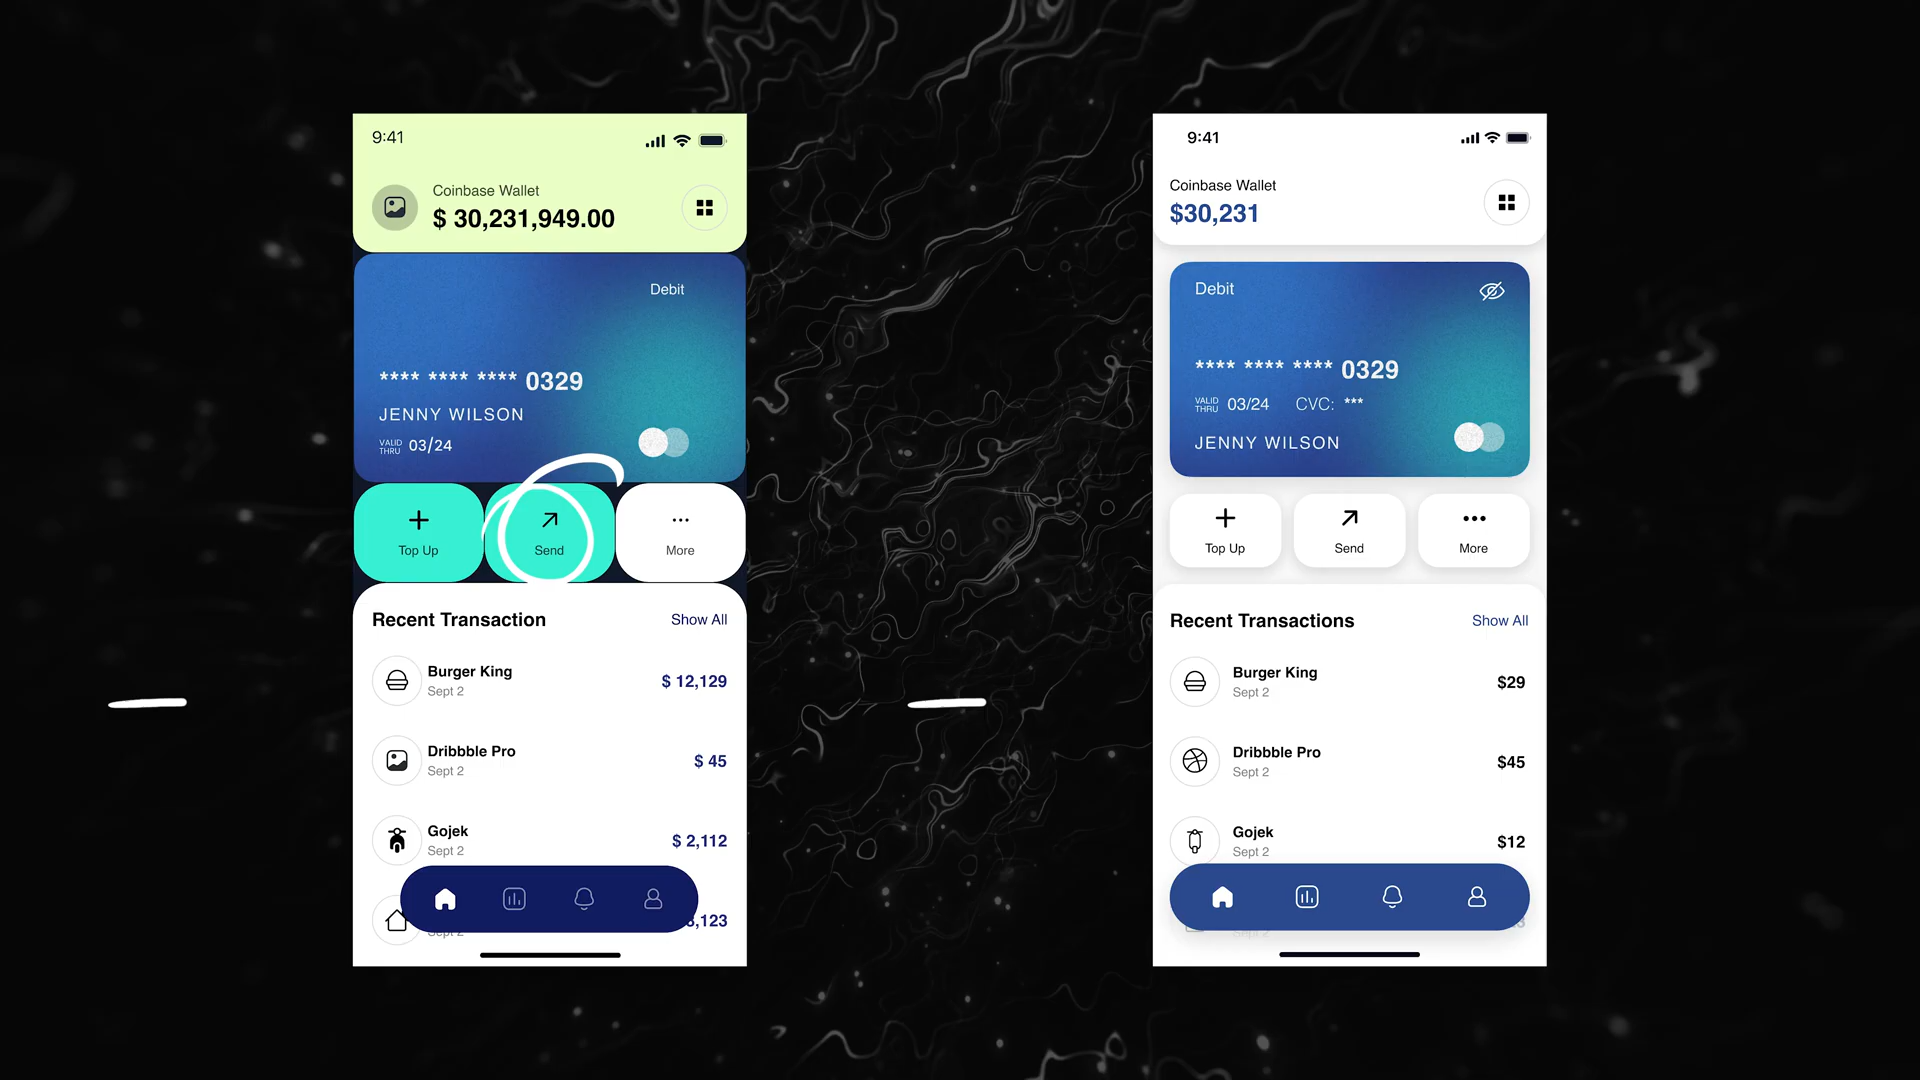 9:41
Coinbase Wallet
$ 30,231,949.00
Debit
**** **** **** 0329
JENNY WILSON
VALID THRU 03/24
Top Up
Send
More
Recent Transaction
Show All
Burger King
$ 12,129
Sept 2
Dribbble Pro
$ 45
Sept 2
Gojek
$ 2,112
Sept 2
,123
Sept 2
9:41
Coinbase Wallet
$30,231
Debit
**** **** **** 0329
VALID THRU 03/24 CVC: ***
JENNY WILSON
Top Up
Send
More
Recent Transactions
Show All
Burger King
$29
Sept 2
Dribbble Pro
$45
Sept 2
Gojek
$12
Sept 2